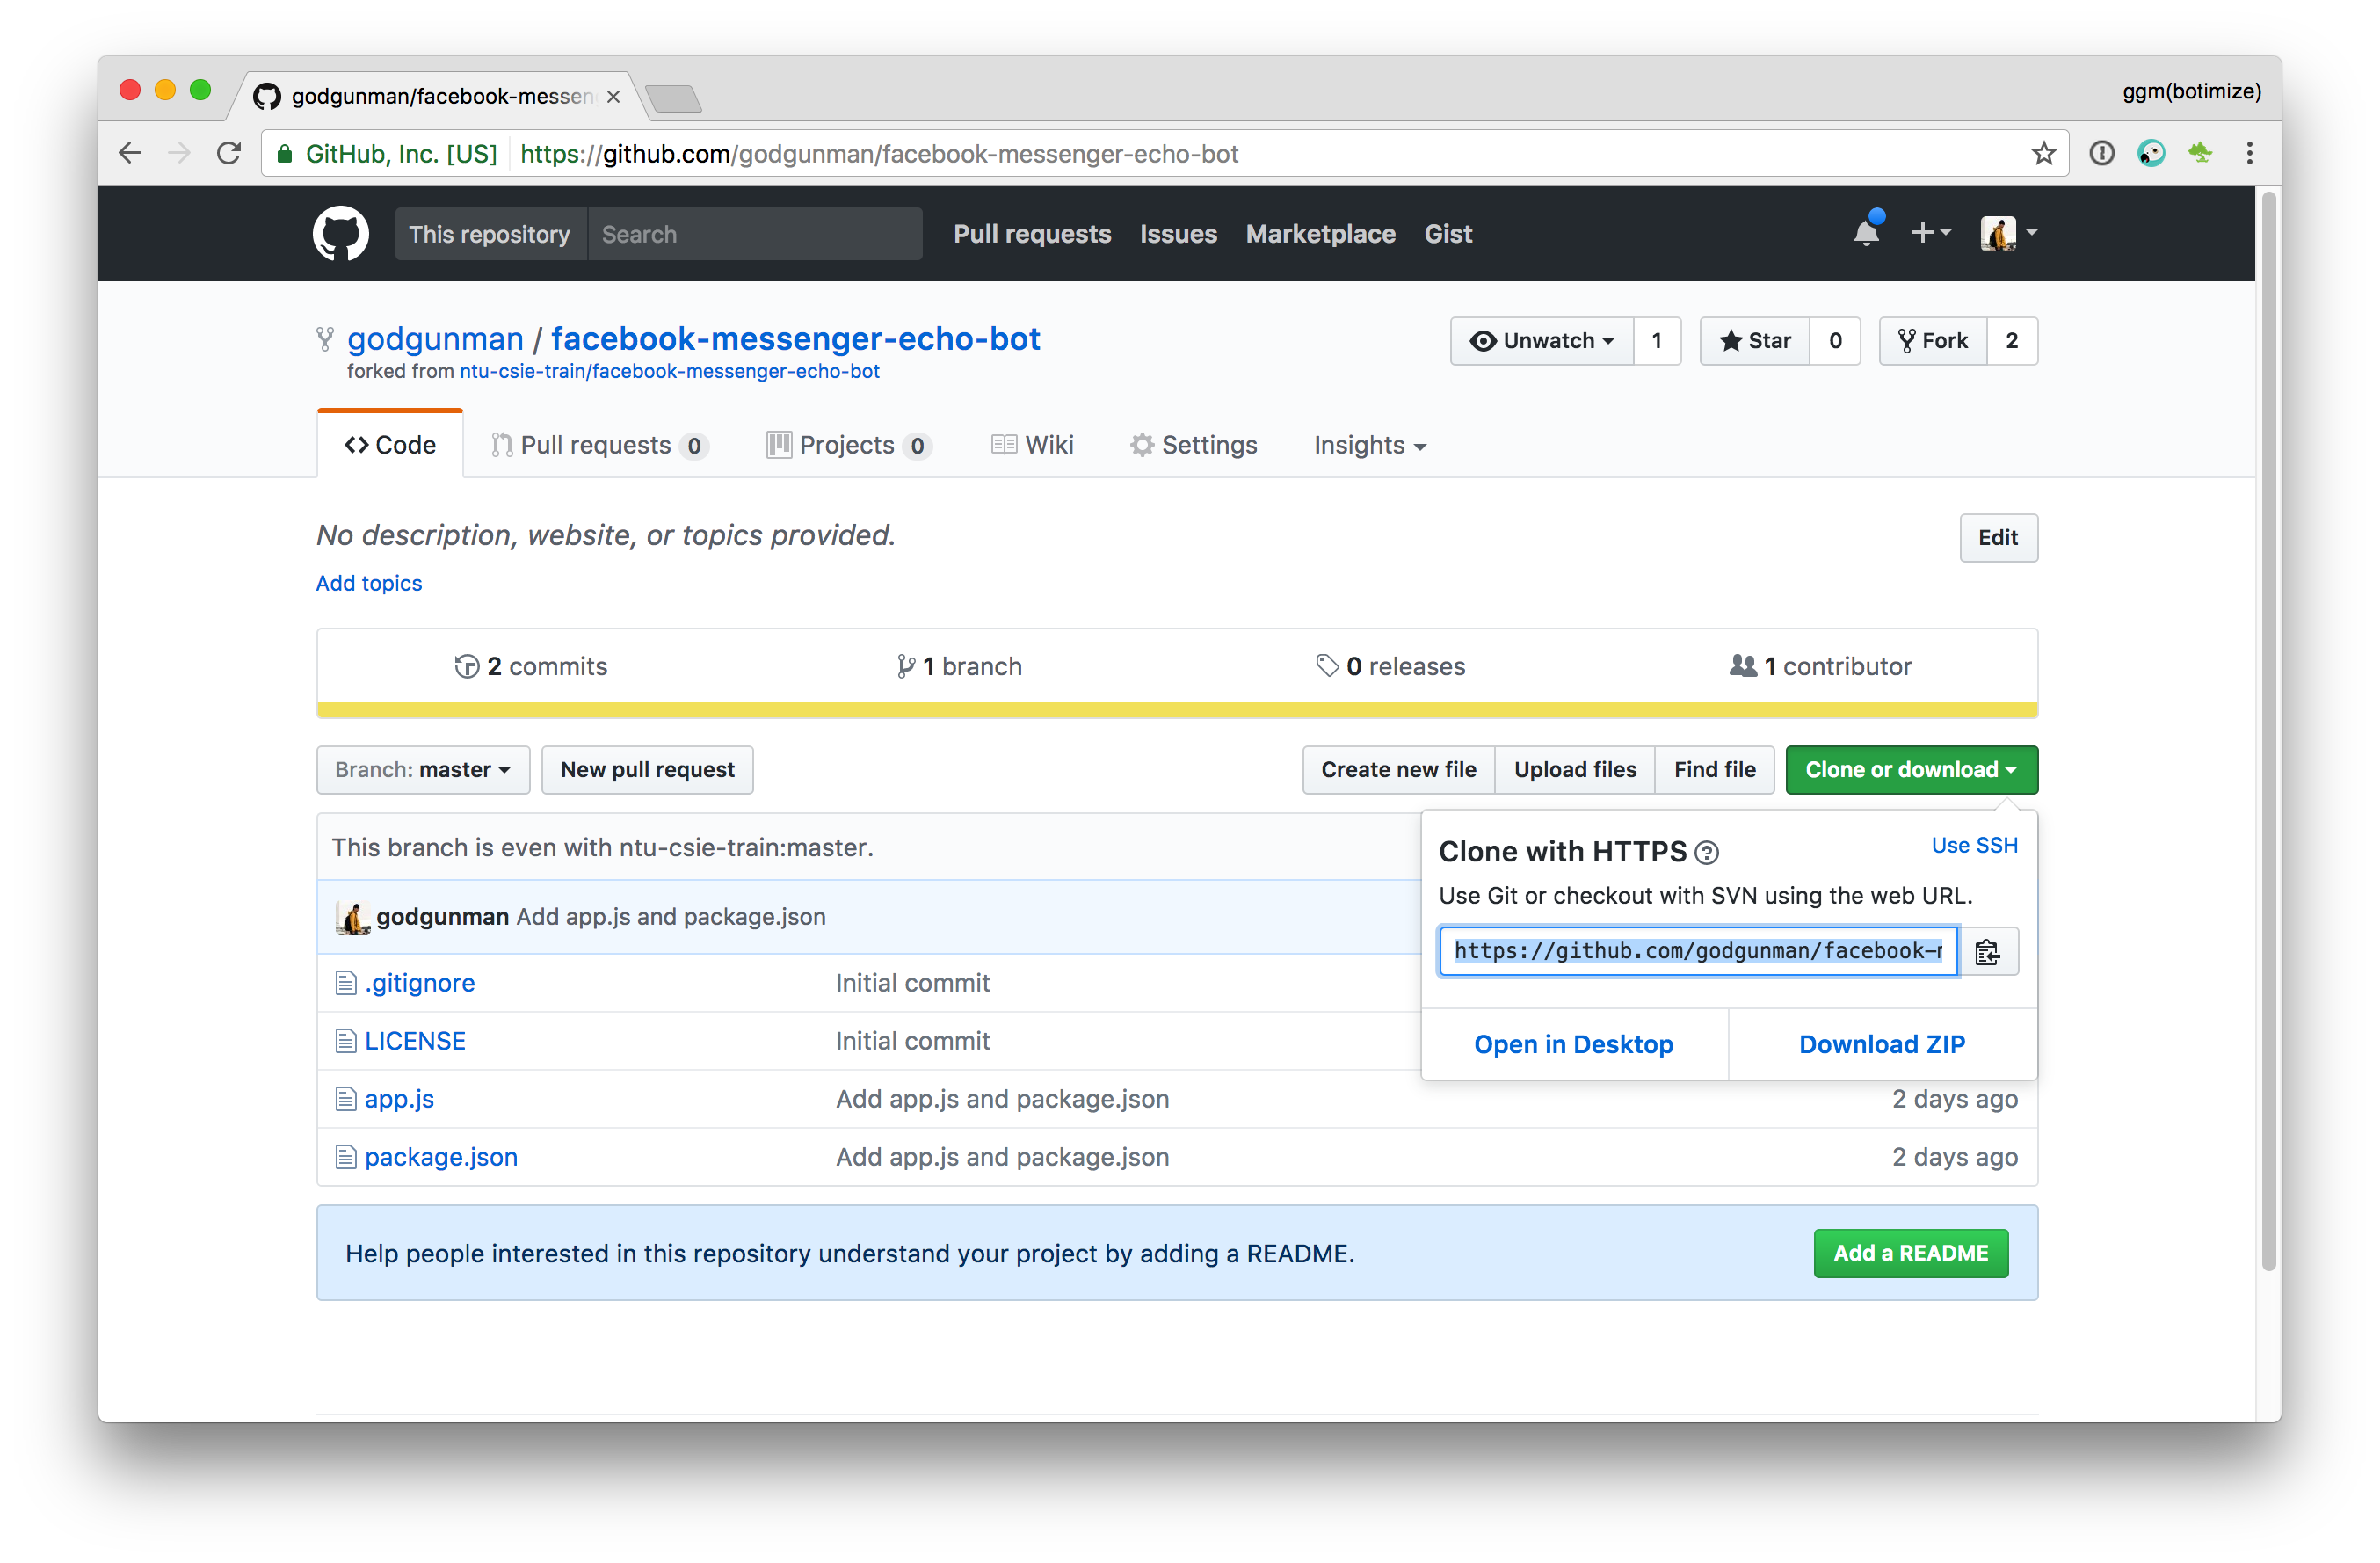 godgunman/facebook-messen
ggm(botimize)
GitHub, Inc. [US] https://github.com/godgunman/facebook-messenger-echo-bot
This repository Search Pull requests Issues Marketplace Gist
godgunman / facebook-messenger-echo-bot
Unwatch 1 Star 0 Fork 2
forked from ntu-csie-train/facebook-messenger-echo-bot
<> Code Pull requests 0 Projects 0 Wiki Settings Insights
No description, website, or topics provided.
Edit
Add topics
2 commits 1 branch 0 releases 1 contributor
Branch: master New pull request Create new file Upload files Find file Clone or download
This branch is even with ntu-csie-train:master.
Clone with HTTPS Use SSH
Use Git or checkout with SVN using the web URL.
https://github.com/godgunman/facebook-
Open in Desktop Download ZIP
godgunman Add app.js and package.json
.gitignore Initial commit
LICENSE Initial commit
app.js Add app.js and package.json 2 days ago
package.json Add app.js and package.json 2 days ago
Help people interested in this repository understand your project by adding a README.
Add a README